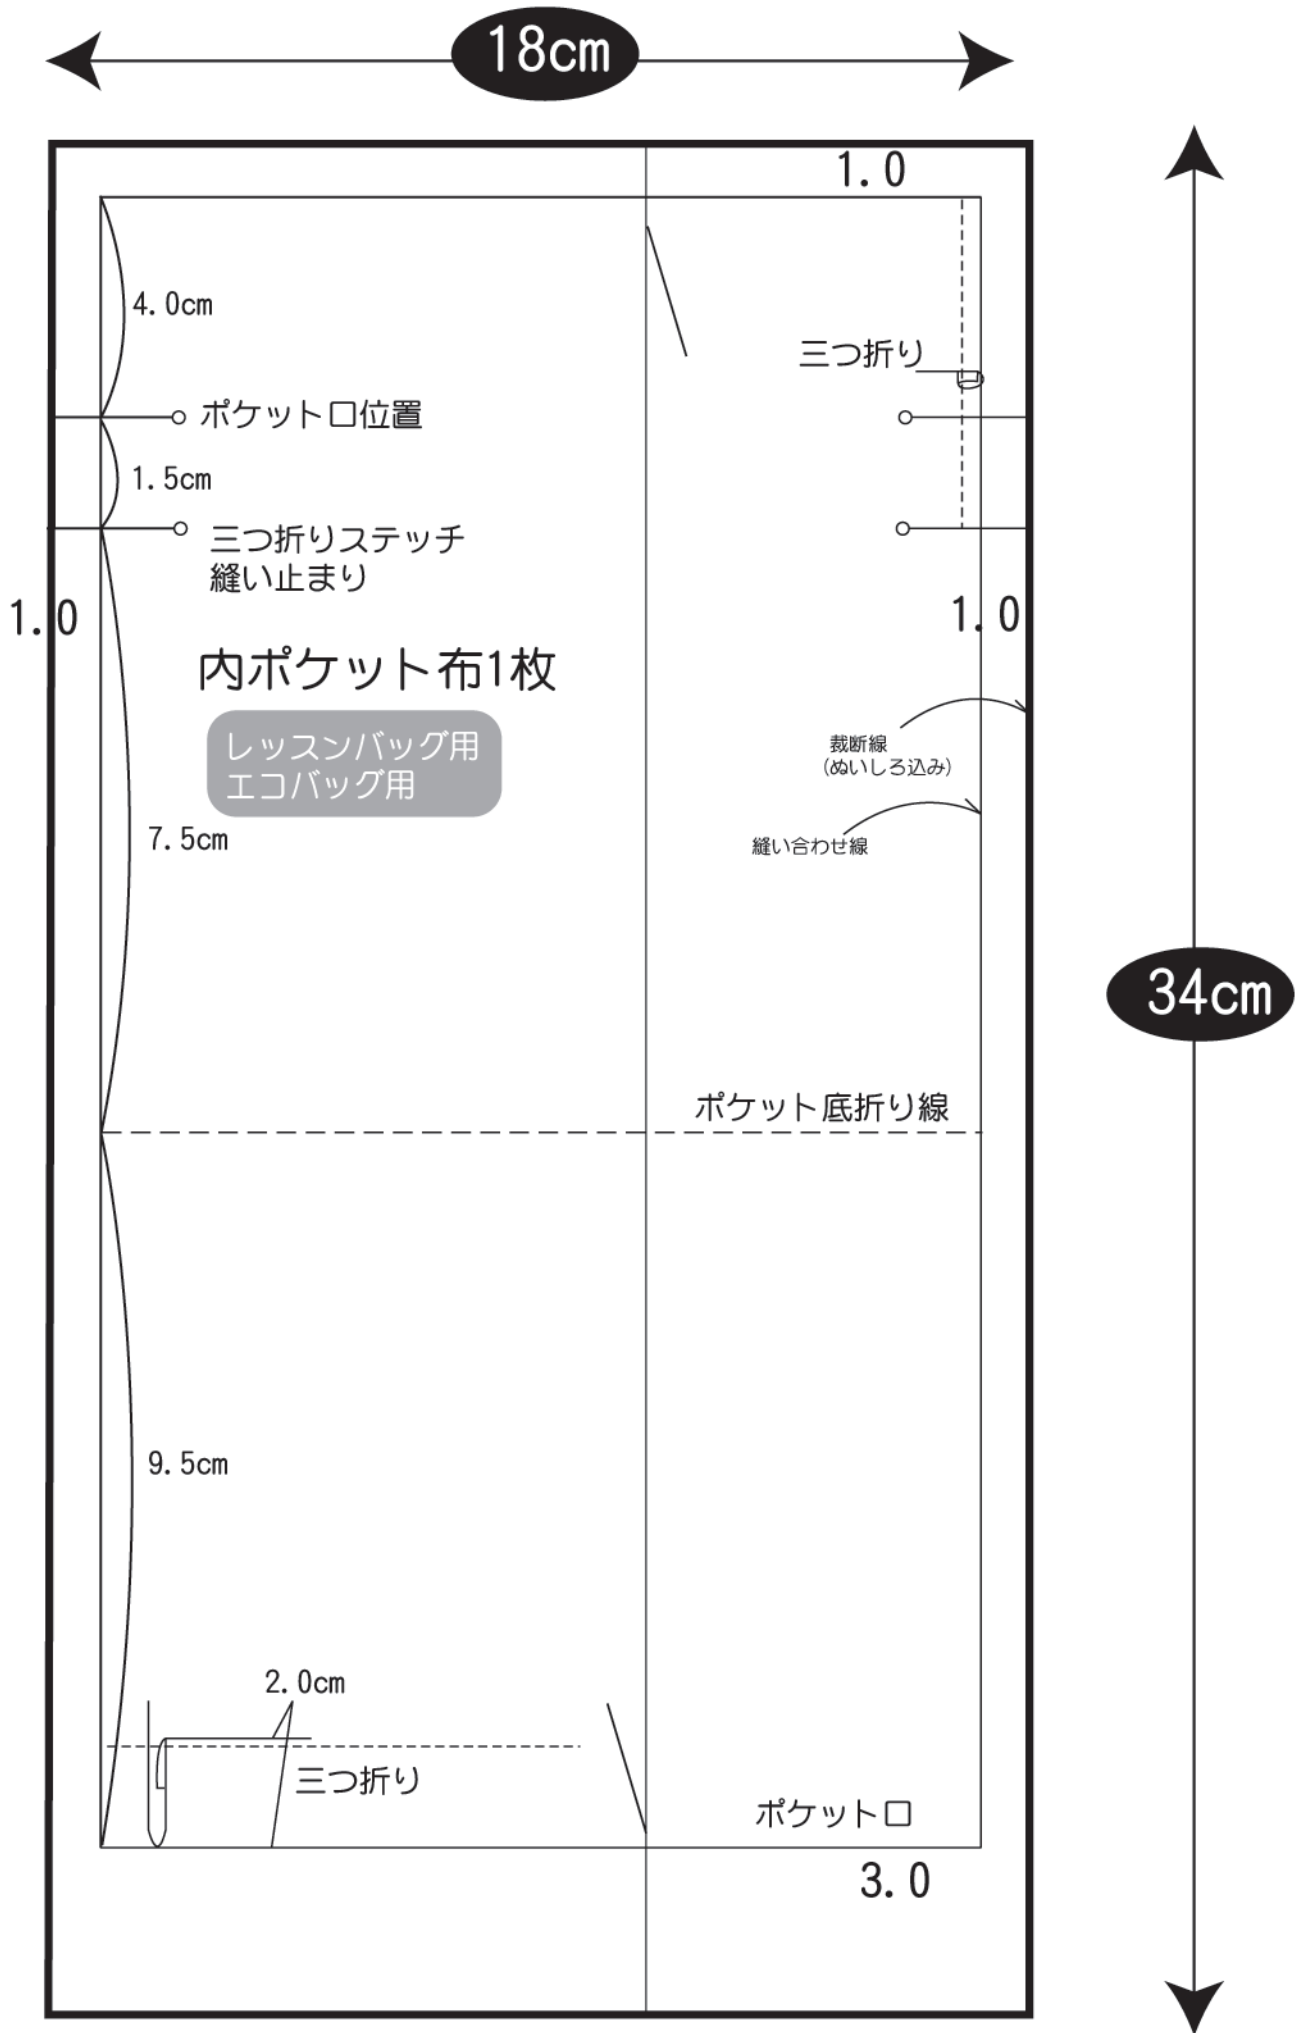 18cm
1.0
4.0cm
三つ折り
ポケット口位置
1.5cm
三つ折りステッチ
縫い止まり
1.0
1.0
内ポケット布1枚
レッスンバッグ用
エコバッグ用
裁断線
(ぬいしろ込み)
7.5cm
縫い合わせ線
34cm
ポケット底折り線
9.5cm
2.0cm
三つ折り
ポケット口
3.0